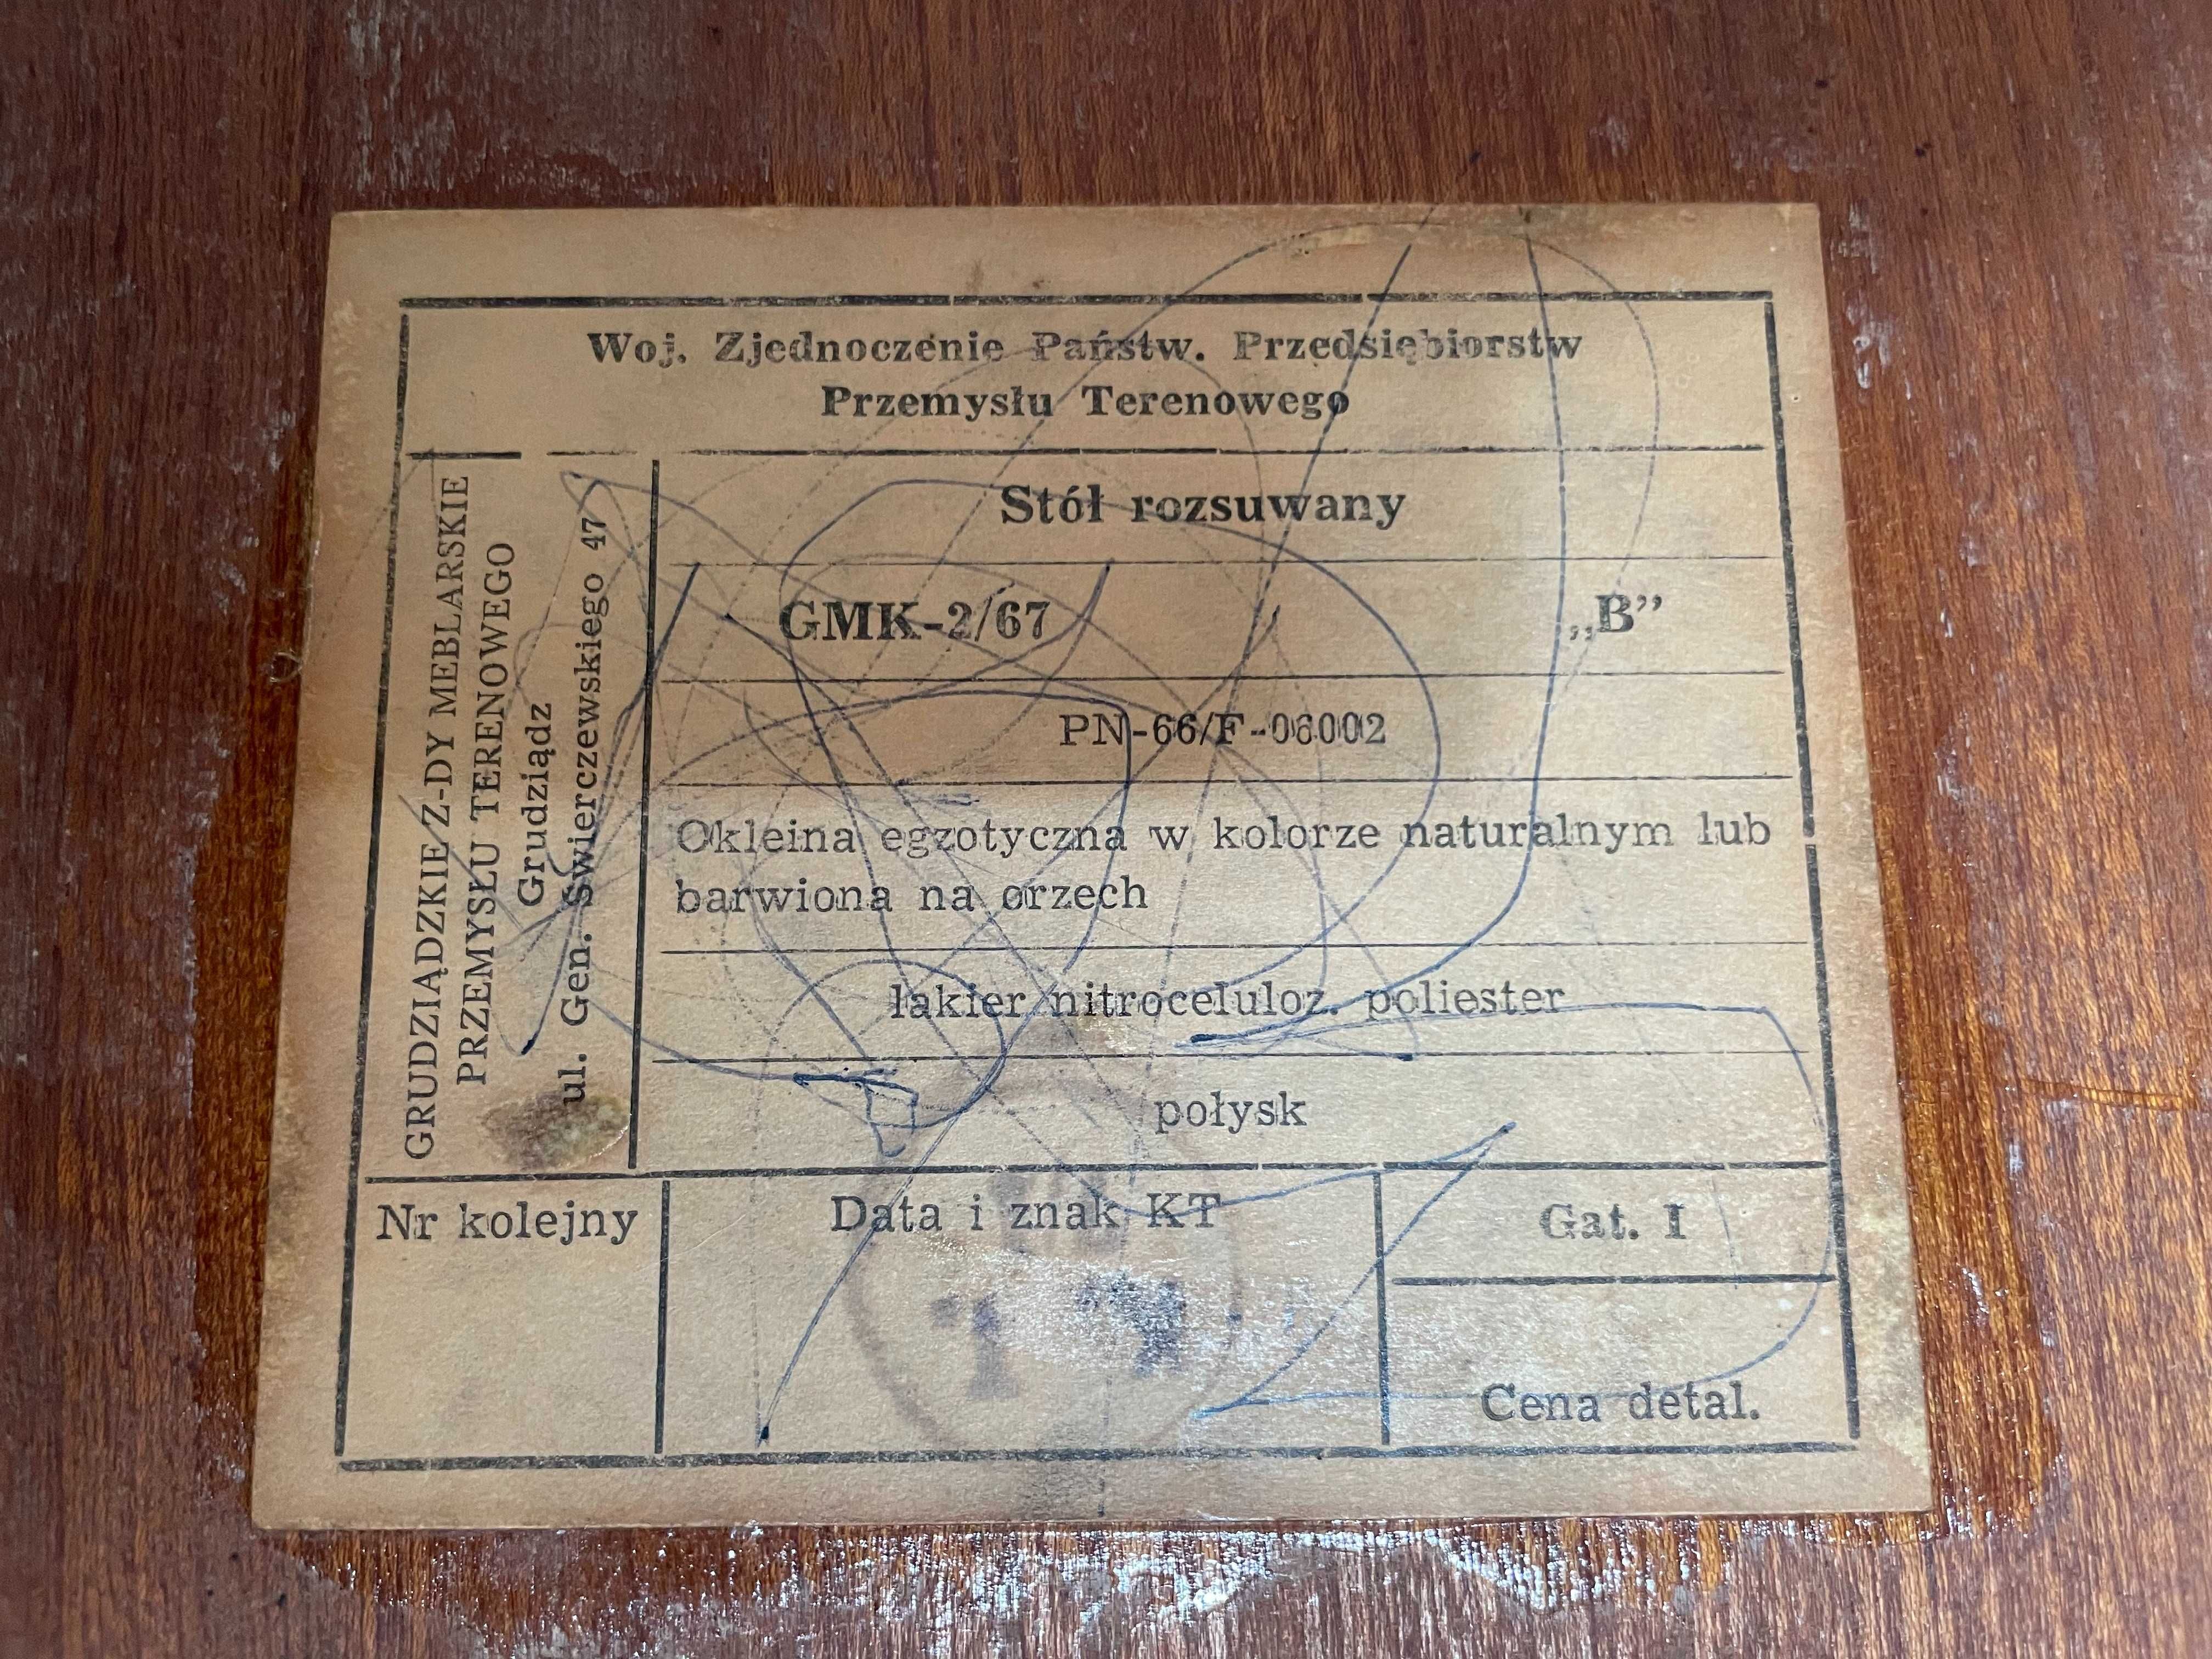 Woj. Zjednoczenie Państw. Przedsiębiorstw
Przemysłu Terenowego
GRUDZIĄDZKIE Z-DY MEBLARSKIE
PRZEMYSŁU TERENOWEGO
Grudziądz
ul. Gen. Świerczewskiego 47
Stół rozsuwany
GMK-2/67 „B”
PN-66/F-06002
Okleina egzotyczna w kolorze naturalnym lub
barwiona na orzech
łakier nitroceluloz. poliester
połysk
Nr kolejny
Data i znak KT
Gat. I
Cena detal.